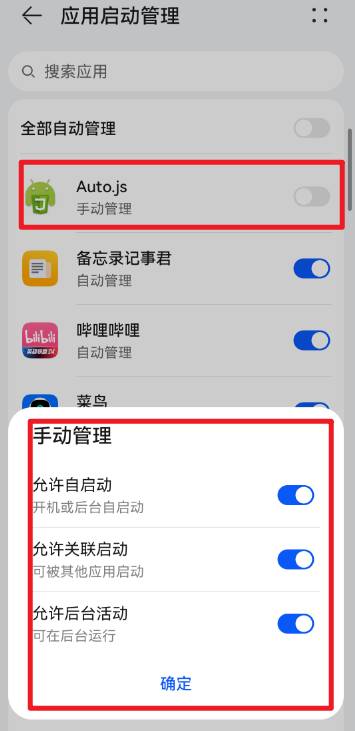 应用启动管理
搜索应用
全部自动管理
Auto.js
手动管理
备忘录记事君
自动管理
bilibili
哔哩哔哩
自动管理
菜鸟
手动管理
允许自启动
开机或后台自启动
允许关联启动
可被其他应用启动
允许后台活动
可在后台运行
确定